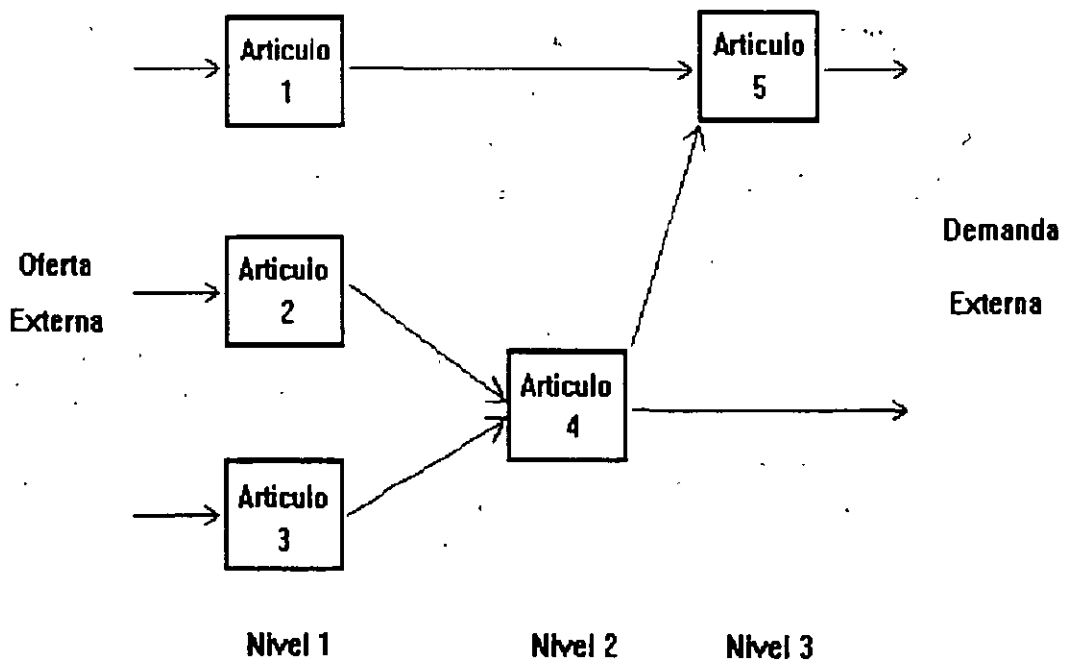 Articulo
1
Articulo
5
Oferta
Externa
Articulo
2
Demanda
Externa
Articulo
4
Articulo
3
Nivel 1
Nivel 2
Nivel 3